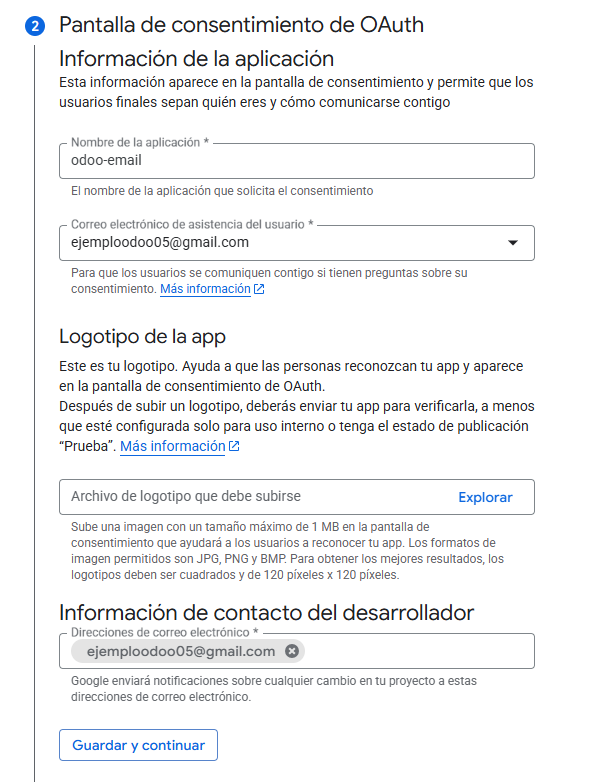 2 Pantalla de consentimiento de OAuth
Información de la aplicación
Esta información aparece en la pantalla de consentimiento y permite que los
usuarios finales sepan quién eres y cómo comunicarse contigo
Nombre de la aplicación *
odoo-email
El nombre de la aplicación que solicita el consentimiento
Correo electrónico de asistencia del usuario *
ejemploodoo05@gmail.com
Para que los usuarios se comuniquen contigo si tienen preguntas sobre su
consentimiento. Más información
Logotipo de la app
Este es tu logotipo. Ayuda a que las personas reconozcan tu app y aparece
en la pantalla de consentimiento de OAuth.
Después de subir un logotipo, deberás enviar tu app para verificarla, a menos
que esté configurada solo para uso interno o tenga el estado de publicación
“Prueba”. Más información
Archivo de logotipo que debe subirse Explorar
Sube una imagen con un tamaño máximo de 1 MB en la pantalla de
consentimiento que ayudará a los usuarios a reconocer tu app. Los formatos de
imagen permitidos son JPG, PNG y BMP. Para obtener los mejores resultados, los
logotipos deben ser cuadrados y de 120 píxeles x 120 píxeles.
Información de contacto del desarrollador
Direcciones de correo electrónico *
ejemploodoo05@gmail.com
Google enviará notificaciones sobre cualquier cambio en tu proyecto a estas
direcciones de correo electrónico.
Guardar y continuar